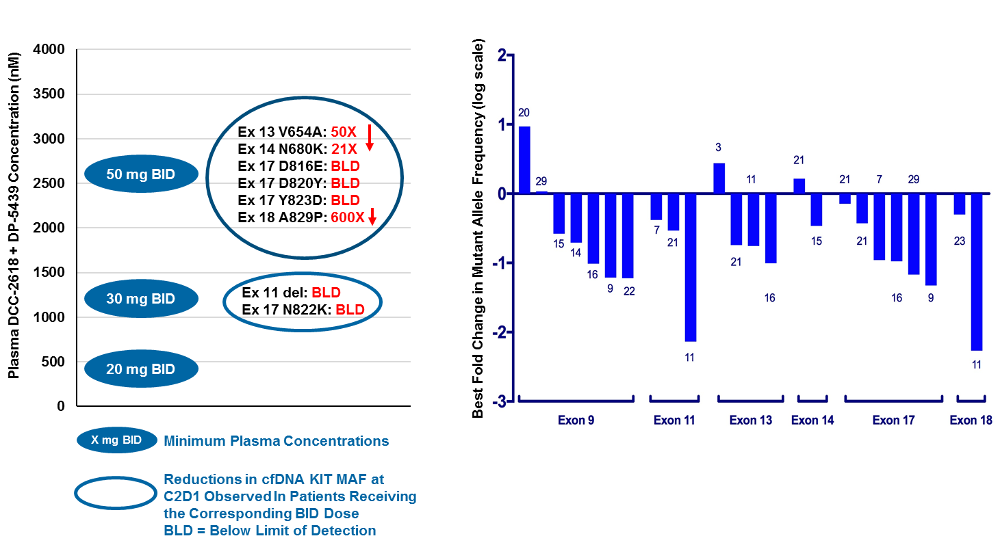 Plasma DCC-2618 + DP-5439 Concentration (nM)
4000
3500
3000
2500
2000
1500
1000
500
0
50 mg BID
30 mg BID
20 mg BID
Ex 13 V654A: 50X
Ex 14 N680K: 21X
Ex 17 D816E: BLD
Ex 17 D820Y: BLD
Ex 17 Y823D: BLD
Ex 18 A829P: 600X
Ex 11 del: BLD
Ex 17 N822K: BLD
X mg BID
Minimum Plasma Concentrations
Reductions in cfDNA KIT MAF at
C2D1 Observed In Patients Receiving
the Corresponding BID Dose
BLD = Below Limit of Detection
Best Fold Change in Mutant Allele Frequency (log scale)
2
1
0
-1
-2
-3
20
29
15
14
16
9
22
7
21
11
3
21
11
16
21
15
21
21
7
16
29
9
23
11
Exon 9
Exon 11
Exon 13
Exon 14
Exon 17
Exon 18